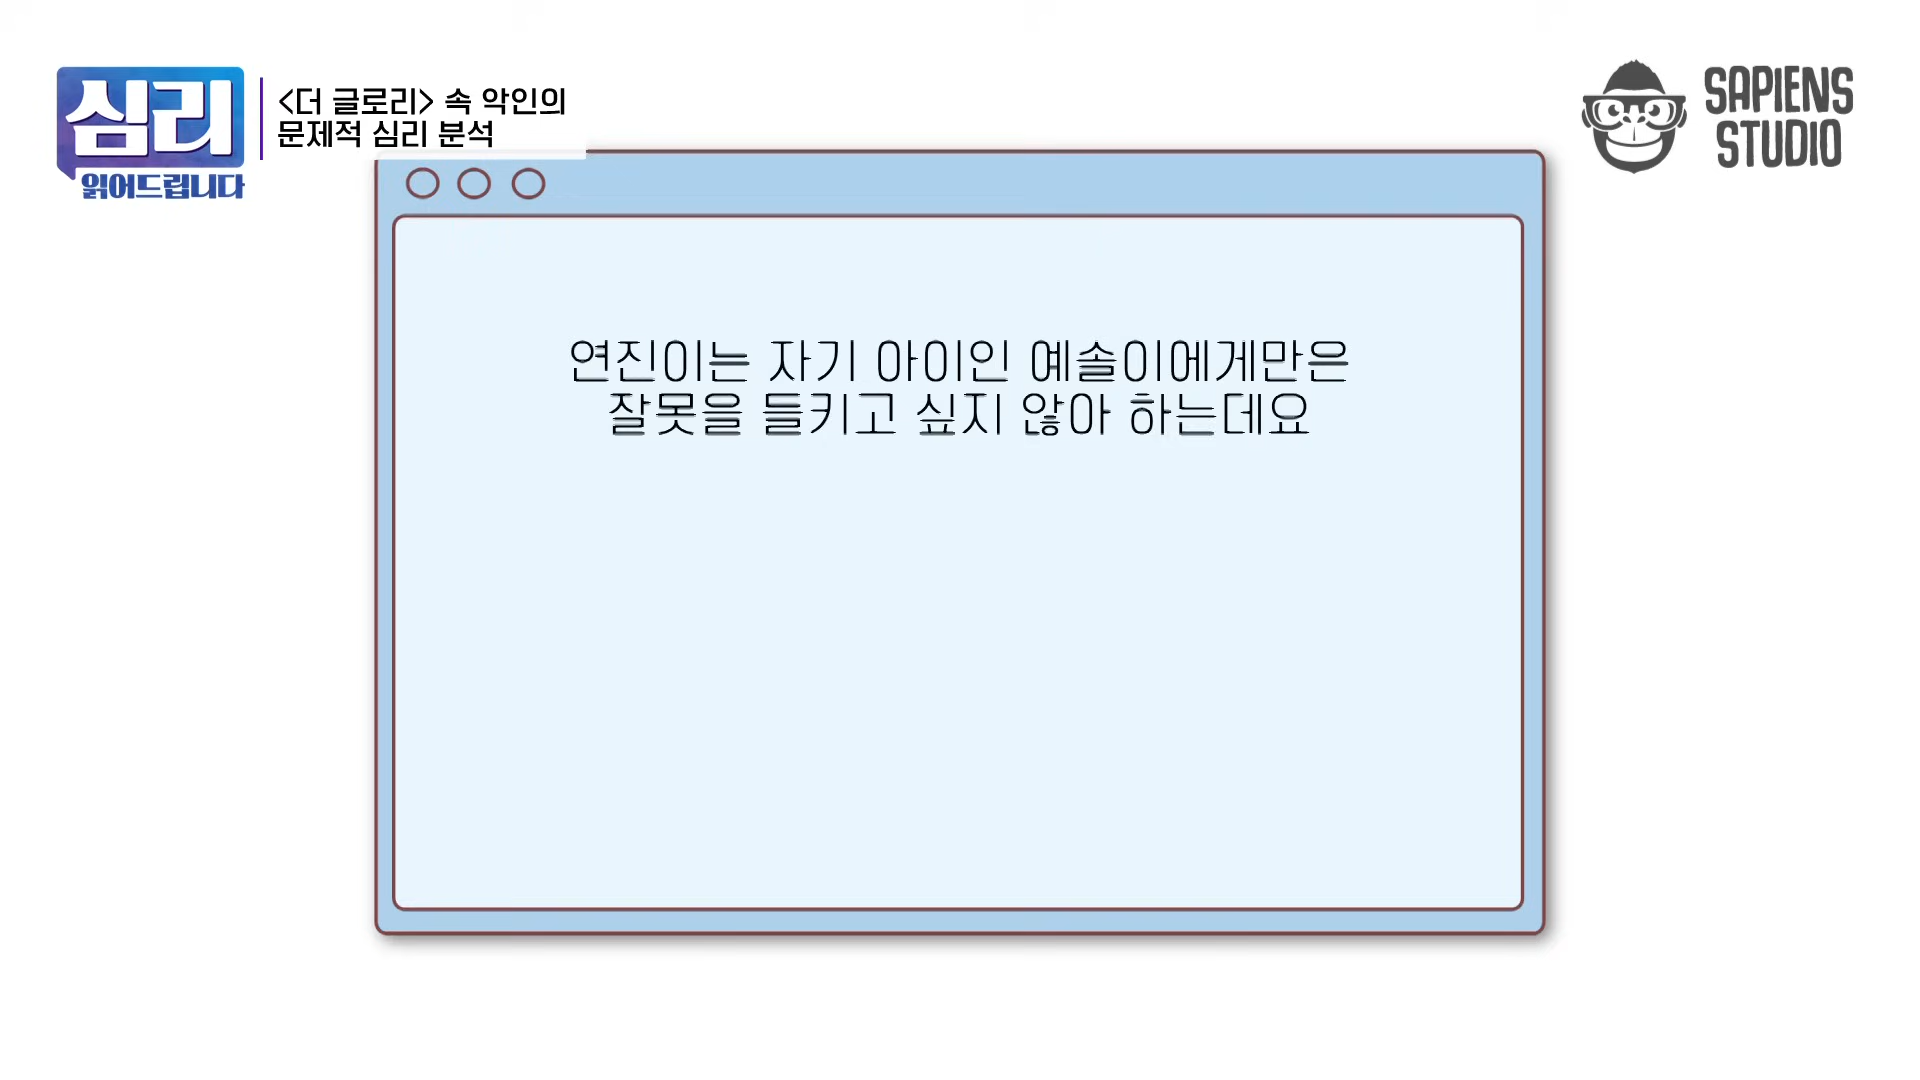 심리
읽어드립니다
<더 글로리> 속 악인의
문제적 심리 분석
SAPIENS
STUDIO
연진이는 자기 아이인 예솔이에게만은
잘못을 들키고 싶지 않아 하는데요